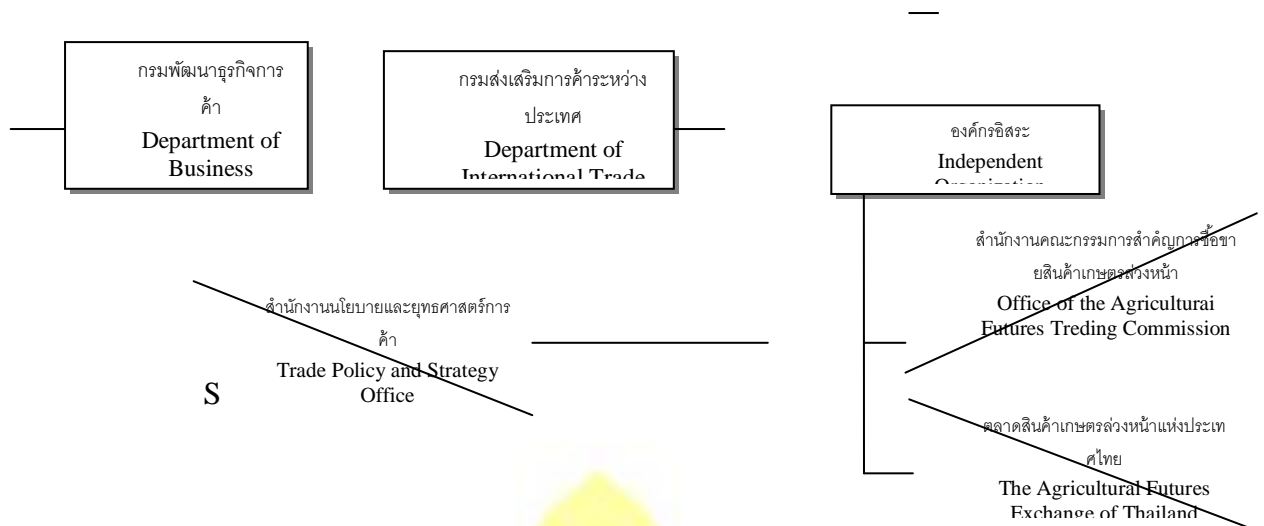 กรมพัฒนาธุรกิจการ
ค้า
Department of
Business
กรมส่งเสริมการค้าระหว่าง
ประเทศ
Department of
International Trade
องค์กรอิสระ
Independent
Organization
สำนักงานคณะกรรมการสำคัญการซื้อขา
ยสินค้าเกษตรล่วงหน้า
Office of the Agriculturai
Futures Treding Commission
สำนักงานนโยบายและยุทธศาสตร์การ
ค้า
Trade Policy and Strategy
Office
S
ตลาดสินค้าเกษตรล่วงหน้าแห่งประเท
ศไทย
The Agricultural Futures
Exchange of Thailand